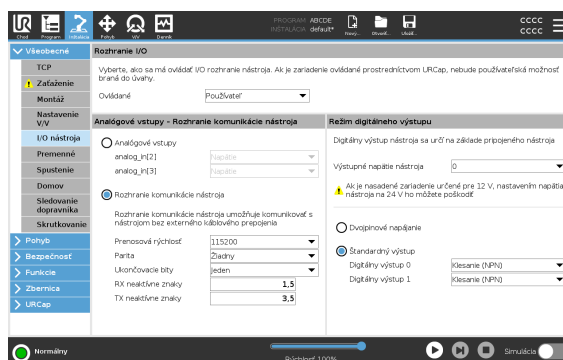 PROGRAM ABCDE
INŠTALÁCIA default*
CCCC
CCCC
Chod Program Inštalácia Pohyb V/V Denník Nový... Otvoriť... Uložiť...
Všeobecné
TCP
Zaťaženie
Montáž
Nastavenie V/V
I/O nástroja
Premenné
Spustenie
Domov
Sledovanie dopravníka
Skrutkovanie
Pohyb
Bezpečnosť
Funkcie
Zbernica
URCap
Rozhranie I/O
Vyberte, ako sa má ovládať I/O rozhranie nástroja. Ak je zariadenie ovládané prostredníctvom URCap, nebude používateľská možnosť
braná do úvahy.
Ovládané Používateľ
Analógové vstupy - Rozhranie komunikácie nástroja
Analógové vstupy
analog_in[2] Napätie
analog_in[3] Napätie
Rozhranie komunikácie nástroja
Rozhranie komunikácie nástroja umožňuje komunikovať s
nástrojom bez externého káblového prepojenia
Prenosová rýchlosť 115200
Parita Žiadny
Ukončovacie bity Jeden
RX neaktívne znaky 1,5
TX neaktívne znaky 3,5
Režim digitálneho výstupu
Digitálny výstup nástroja sa určí na základe pripojeného nástroja
Výstupné napätie nástroja 0
Ak je nasadené zariadenie určené pre 12 V, nastavením napätia
nástroja na 24 V ho môžete poškodiť
Dvojpinové napájanie
Štandardný výstup
Digitálny výstup 0 Klesanie (NPN)
Digitálny výstup 1 Klesanie (NPN)
Normálny
Rýchlosť 100%
Simulácia